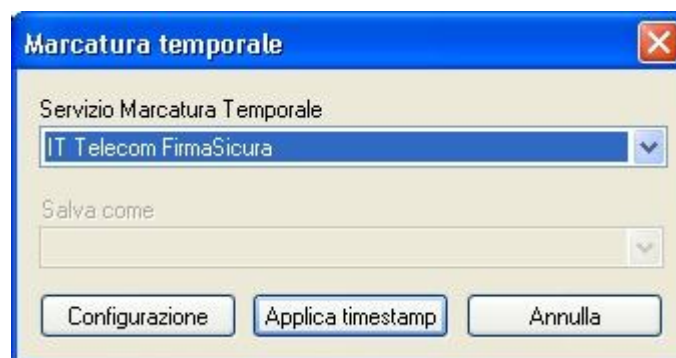 Marcatura temporale
Servizio Marcatura Temporale
IT Telecom FirmaSicura
Salva come
Configurazione Applica timestamp Annulla